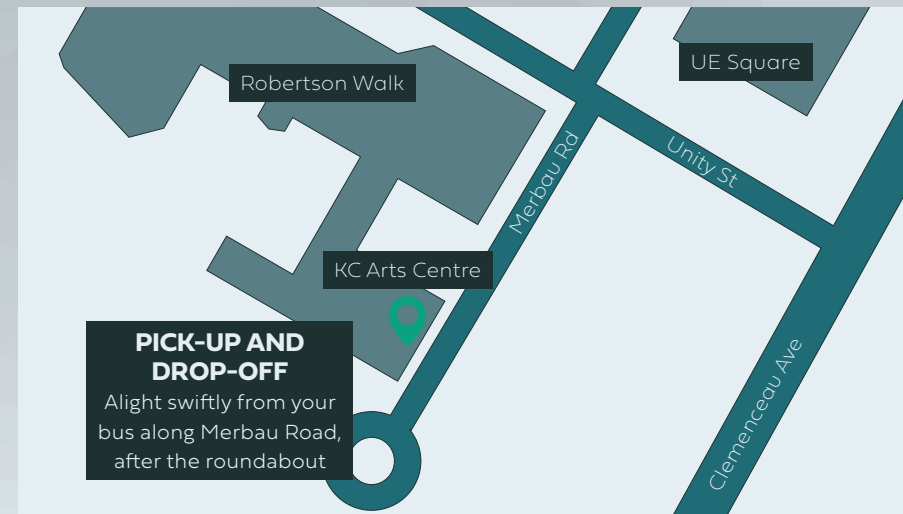 UE Square
Robertson Walk
Merbau Rd
Unity St
KC Arts Centre
PICK-UP AND
DROP-OFF
Alight swiftly from your
bus along Merbau Road,
after the roundabout
Clemenceau Ave